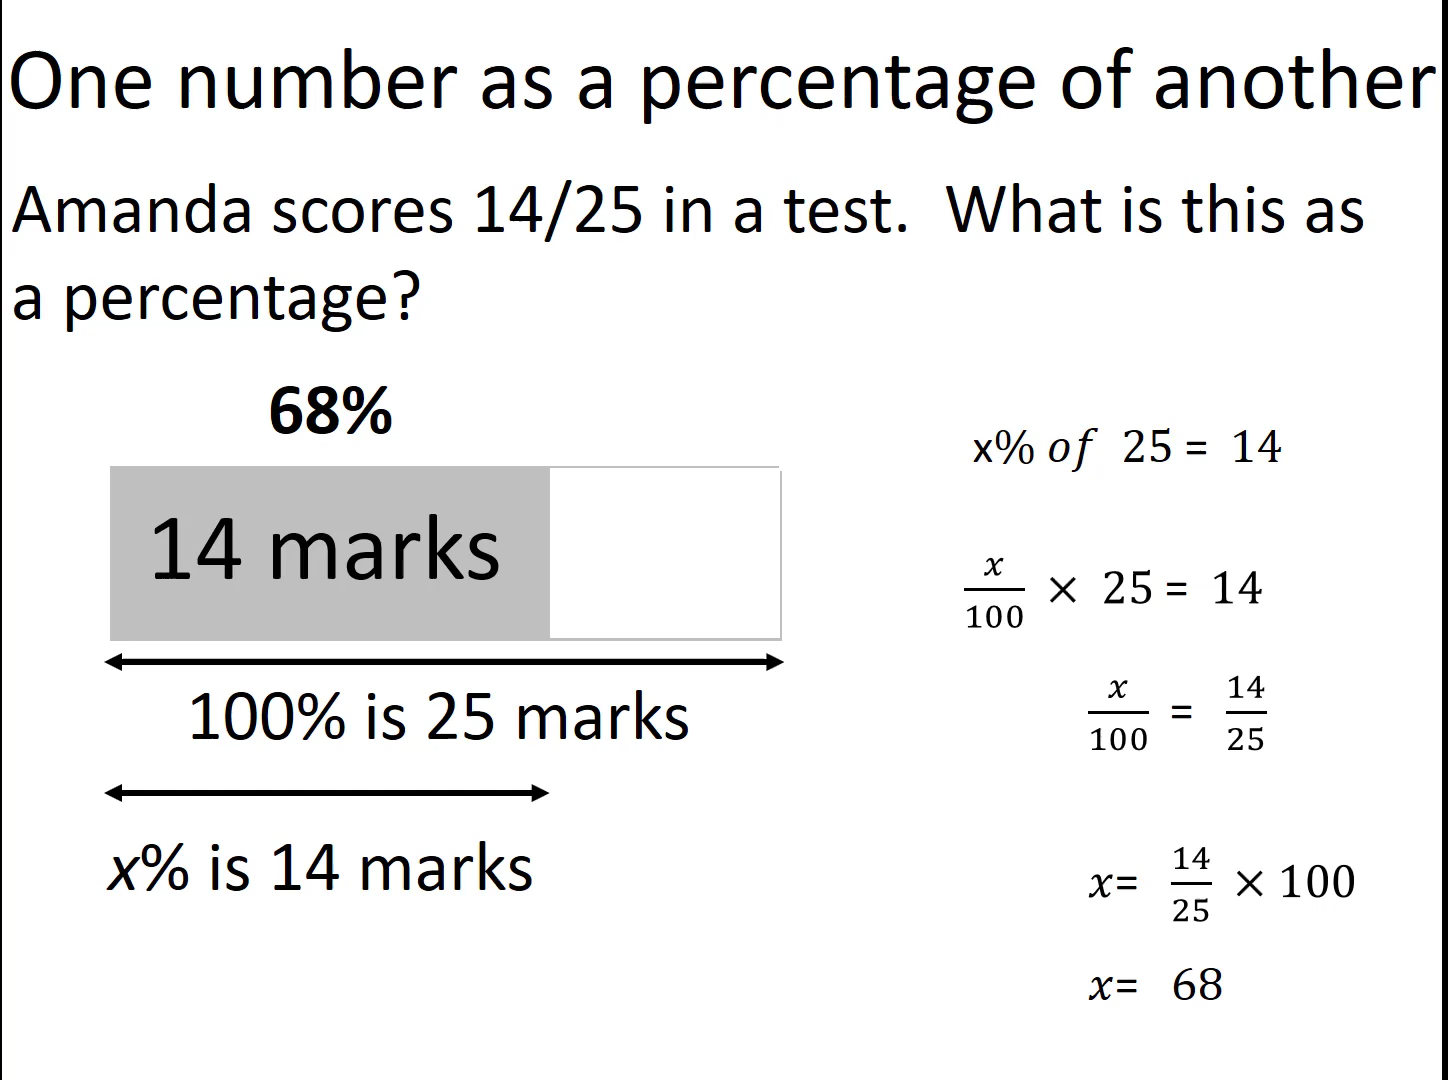 One number as a percentage of another
Amanda scores 14/25 in a test. What is this as
a percentage?
68%
14 marks
100% is 25 marks
x% is 14 marks
x% of 25 = 14
x/100 × 25 = 14
x/100 = 14/25
x= 14/25 × 100
x= 68